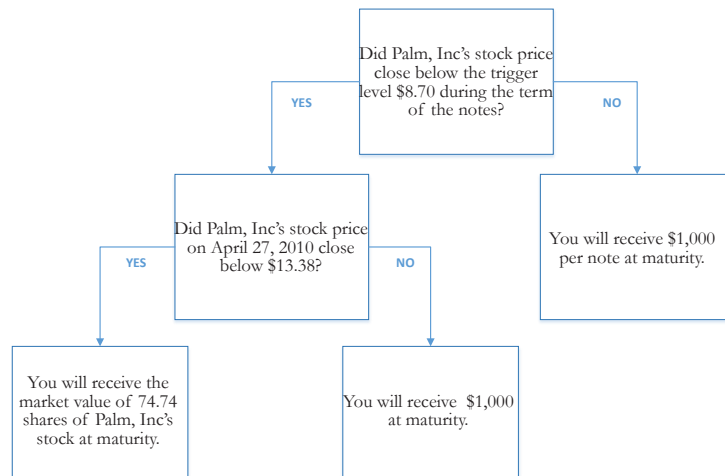 Did Palm, Inc's stock price
close below the trigger
level $8.70 during the term
of the notes?
YES
NO
Did Palm, Inc's stock price
on April 27, 2010 close
below $13.38?
You will receive $1,000
per note at maturity.
YES
NO
You will receive the
market value of 74.74
shares of Palm, Inc's
stock at maturity.
You will receive $1,000
at maturity.